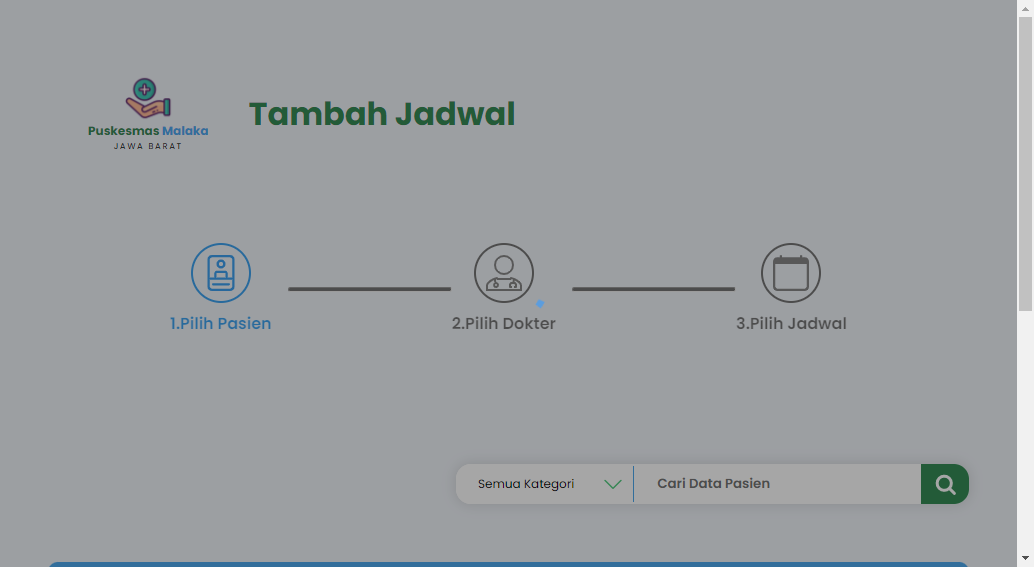 Puskesmas Malaka
JAWA BARAT
Tambah Jadwal
1.Pilih Pasien
2.Pilih Dokter
3.Pilih Jadwal
Semua Kategori
Cari Data Pasien